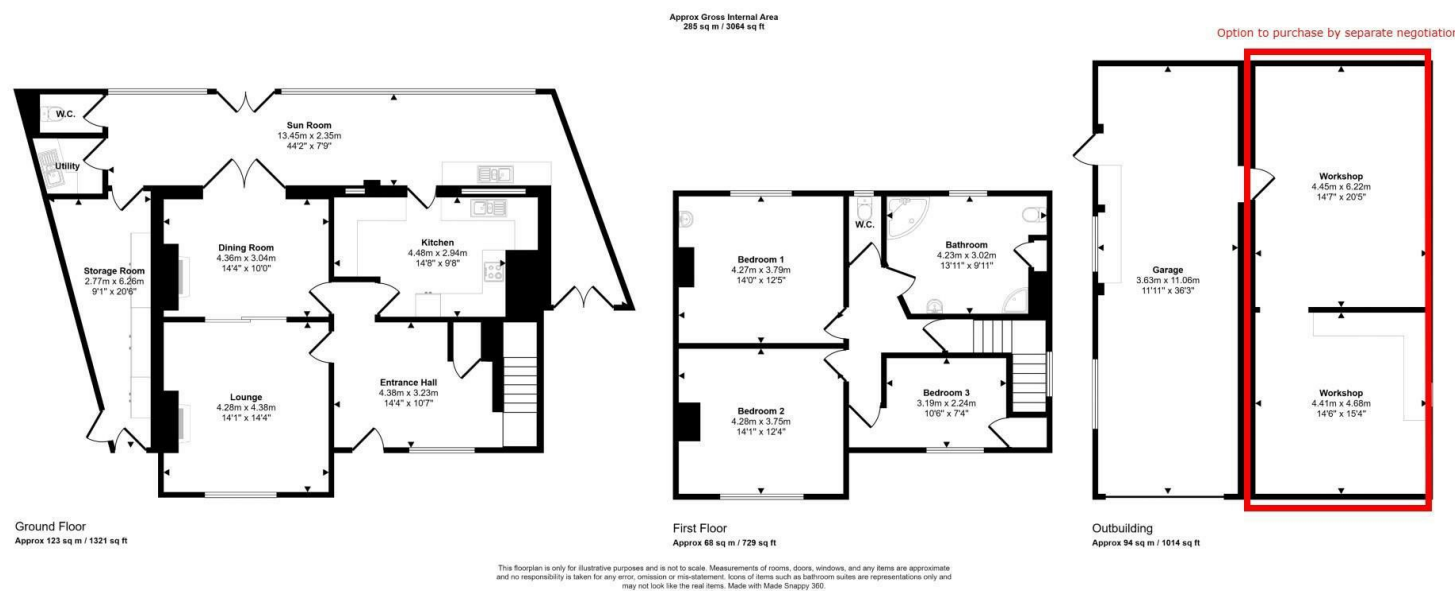 Approx Gross Internal Area
285 sq m / 3064 sq ft
Option to purchase by separate negotiation
W.C.
Utility
Sun Room
13.45m x 2.35m
44'2" x 7'9"
Storage Room
2.77m x 6.26m
9'1" x 20'6"
Dining Room
4.36m x 3.04m
14'4" x 10'0"
Kitchen
4.48m x 2.94m
14'8" x 9'8"
Lounge
4.28m x 4.38m
14'1" x 14'4"
Entrance Hall
4.38m x 3.23m
14'4" x 10'7"
Ground Floor
Approx 123 sq m / 1321 sq ft
Bedroom 1
4.27m x 3.79m
14'0" x 12'5"
W.C.
Bathroom
4.23m x 3.02m
13'11" x 9'11"
Bedroom 2
4.28m x 3.75m
14'1" x 12'4"
Bedroom 3
3.19m x 2.24m
10'6" x 7'4"
First Floor
Approx 68 sq m / 729 sq ft
Garage
3.63m x 11.06m
11'11" x 36'3"
Workshop
4.45m x 6.22m
14'7" x 20'5"
Workshop
4.41m x 4.68m
14'6" x 15'4"
Outbuilding
Approx 94 sq m / 1014 sq ft
This floorplan is only for illustrative purposes and is not to scale. Measurements of rooms, doors, windows, and any items are approximate
and no responsibility is taken for any error, omission or mis-statement. Icons of items such as bathroom suites are representations only and
may not look like the real items. Made with Made Snappy 360.